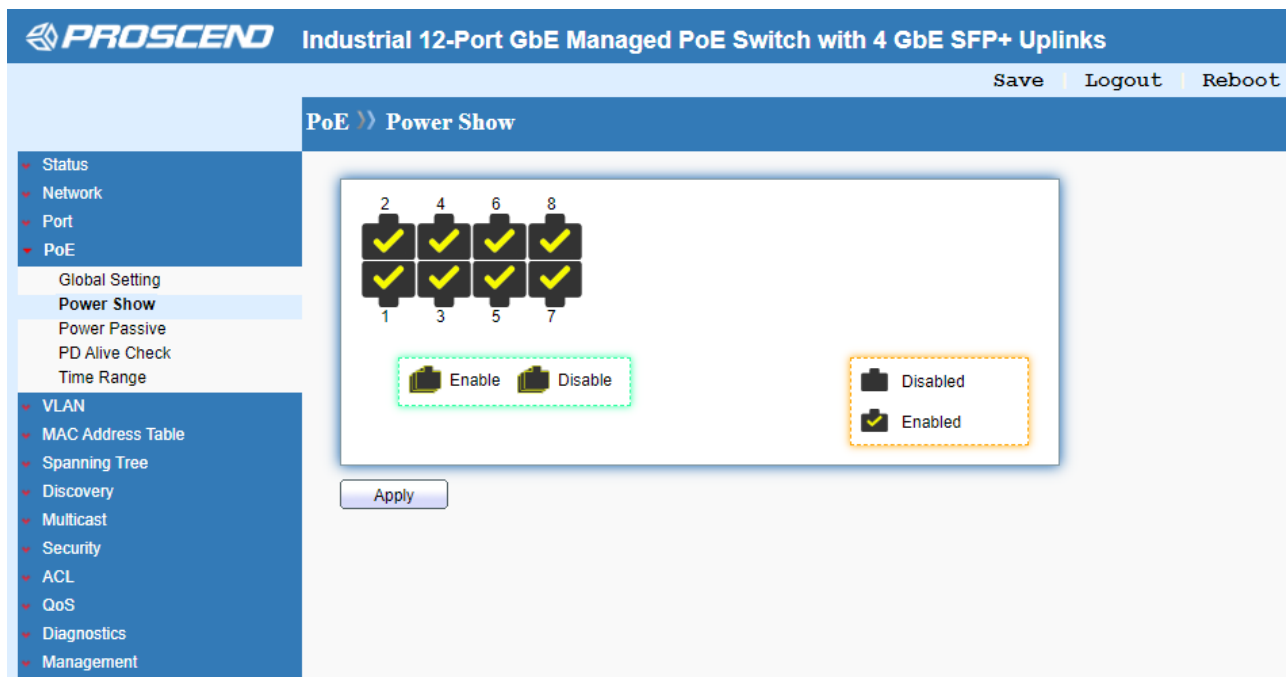 PROSCEND
Industrial 12-Port GbE Managed PoE Switch with 4 GbE SFP+ Uplinks
Save | Logout | Reboot
PoE 》 Power Show
Status
Network
Port
PoE
Global Setting
Power Show
Power Passive
PD Alive Check
Time Range
VLAN
MAC Address Table
Spanning Tree
Discovery
Multicast
Security
ACL
QoS
Diagnostics
Management
2 4 6 8
1 3 5 7
Enable Disable
Disabled
Enabled
Apply